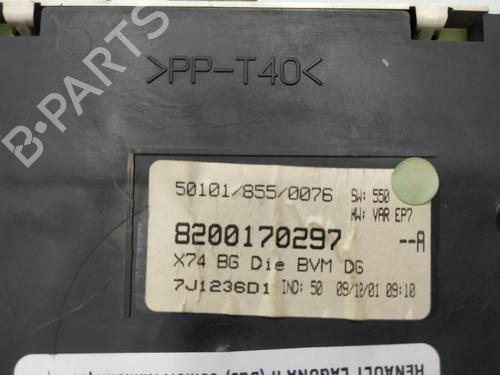 B-PARTS
>PP-T40<
50101/855/0076 SW: 550
HW: VAR EP7
8200170297 --A
X74 BG Die BVM DG
7J1236D1 IND: 50 09/10/01 09:10
RENAULT LAGUNA II